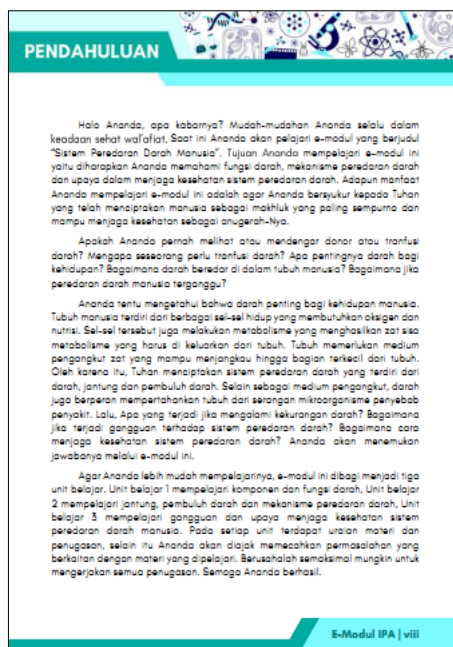 PENDAHULUAN
Halo Ananda, apa kabarnya? Mudah-mudahan Ananda selalu dalam
keadaan sehat wal'afiat. Saat ini Ananda akan pelajari e-modul yang berjudul
"Sistem Peredaran Darah Manusia". Tujuan Ananda mempelajari e-modul ini
yaitu diharapkan Ananda memahami fungsi darah, mekanisme peredaran darah
dan upaya dalam menjaga kesehatan sistem peredaran darah. Adapun manfaat
Ananda mempelajari e-modul ini adalah agar Ananda bersyukur kepada Tuhan
yang telah menciptakan manusia sebagai makhluk yang paling sempurna dan
mampu menjaga kesehatan sebagai anugerah-Nya.
Apakah Ananda pernah melihat atau mendengar donor atau tranfusi
darah? Mengapa seseorang perlu tranfusi darah? Apa pentingnya darah bagi
kehidupan? Bagaimana darah beredar di dalam tubuh manusia? Bagaimana jika
peredaran darah manusia terganggu?
Ananda tentu mengetahui bahwa darah penting bagi kehidupan manusia.
Tubuh manusia terdiri dari berbagai sel-sel hidup yang membutuhkan oksigen dan
nutrisi. Sel-sel tersebut juga melakukan metabolisme yang menghasilkan zat sisa
metabolisme yang harus di keluarkan dari tubuh. Tubuh memerlukan medium
pengangkut zat yang mampu menjangkau hingga bagian terkecil dari tubuh.
Oleh karena itu, Tuhan menciptakan sistem peredaran darah yang terdiri dari
darah, jantung dan pembuluh darah. Selain sebagai medium pengangkut, darah
juga berperan mempertahankan tubuh dari serangan mikroorganisme penyebab
penyakit. Lalu, Apa yang terjadi jika mengalami kekurangan darah? Bagaimana
jika terjadi gangguan terhadap sistem peredaran darah? Bagaimana cara
menjaga kesehatan sistem peredaran darah? Ananda akan menemukan
jawabanya melalui e-modul ini.
Agar Ananda lebih mudah mempelajarinya, e-modul ini dibagi menjadi tiga
unit belajar. Unit belajar 1 mempelajari komponen dan fungsi darah, Unit belajar
2 mempelajari jantung, pembuluh darah dan mekanisme peredaran darah, Unit
belajar 3 mempelajari gangguan dan upaya menjaga kesehatan sistem
peredaran darah manusia. Pada setiap unit terdapat uraian materi dan
penugasan, selain itu Ananda akan diajak memecahkan permasalahan yang
berkaitan dengan materi yang dipelajari. Berusahalah semaksimal mungkin untuk
mengerjakan semua penugasan. Semoga Ananda berhasil.
E-Modul IPA | viii